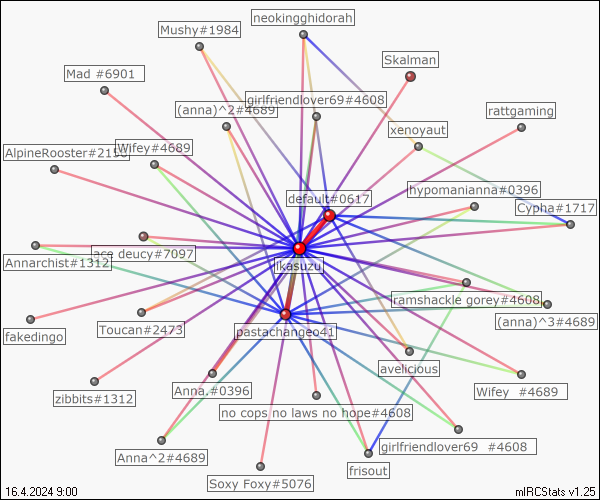 neokingghidorah
Mushy#1984
Skalman
Mad #6901
girlfriendlover69#4608
(anna)^2#4689
rattgaming
xenoyaut
Wifey#4689
AlpineRooster#2150
hypomanianna#0396
default#0617
Cypha#1717
ace deucy#7097
Annarchist#1312
likasuzu
ramshackle gorey#4608
(anna)^3#4689
Toucan#2473
pastachangeo41
fakedingo
avelicious
Anna.#0396
Wifey #4689
zibbits#1312
no cops no laws no hope#4608
girlfriendlover69 #4608
Anna^2#4689
frisout
Soxy Foxy#5076
16.4.2024 9:00
mIRCStats v1.25